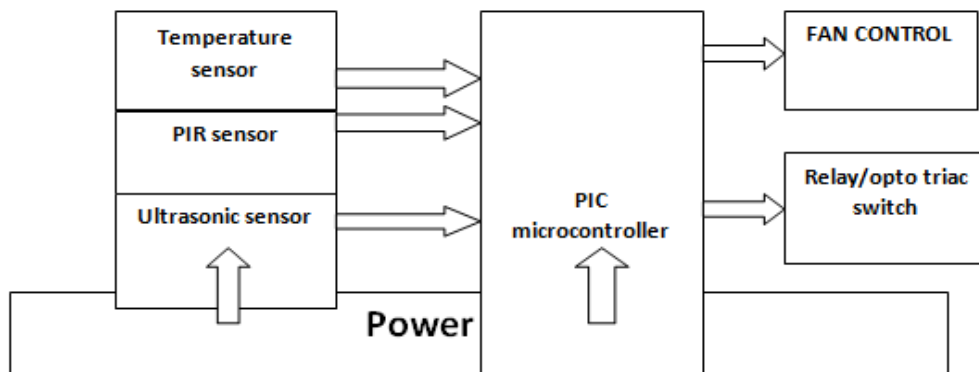 Temperature
sensor
PIR sensor
Ultrasonic sensor
PIC
microcontroller
FAN CONTROL
Relay/opto triac
switch
Power